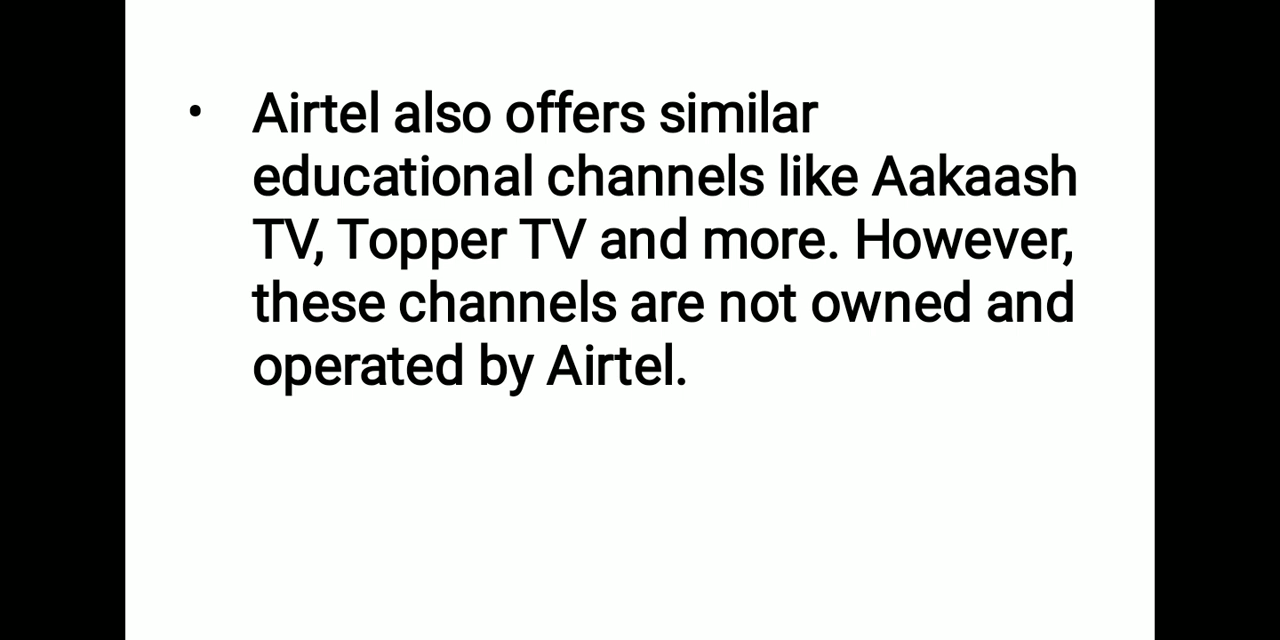 • Airtel also offers similar
educational channels like Aakaash
TV, Topper TV and more. However,
these channels are not owned and
operated by Airtel.